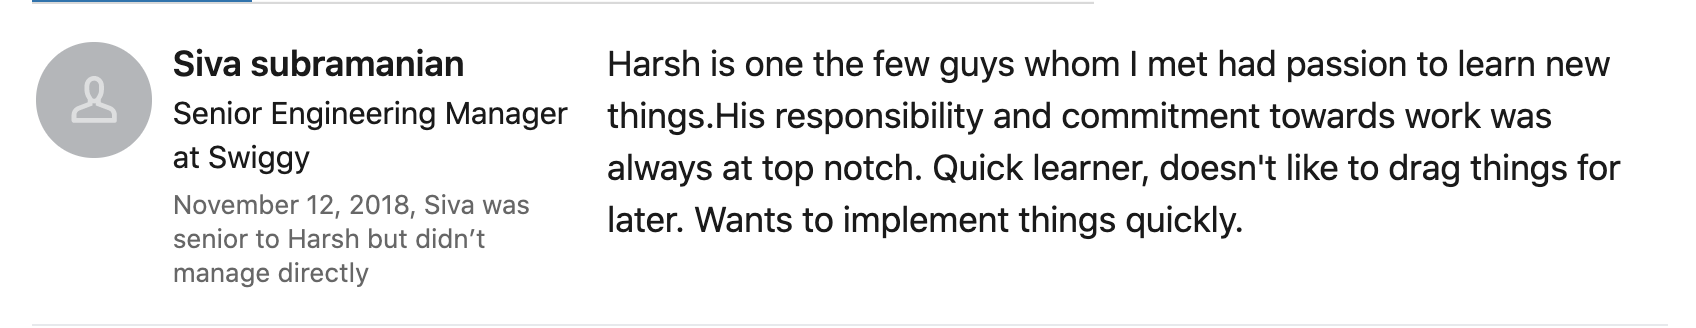 Siva subramanian
Senior Engineering Manager
at Swiggy
November 12, 2018, Siva was
senior to Harsh but didn’t
manage directly
Harsh is one the few guys whom I met had passion to learn new
things.His responsibility and commitment towards work was
always at top notch. Quick learner, doesn't like to drag things for
later. Wants to implement things quickly.